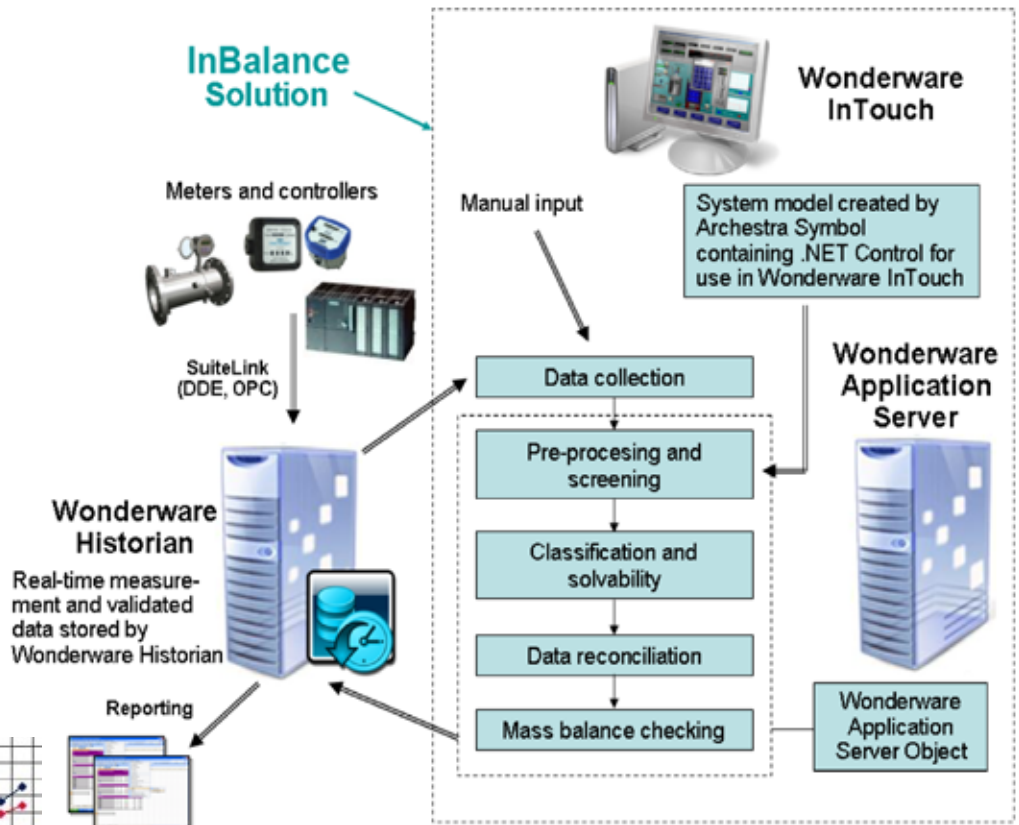 InBalance
Solution
Wonderware
InTouch
Meters and controllers
Manual input
System model created by
Archestra Symbol
containing .NET Control for
use in Wonderware InTouch
SuiteLink
(DDE, OPC)
Data collection
Wonderware
Application
Server
Pre-procesing and
screening
Wonderware
Historian
Real-time measure-
ment and validated
data stored by
Wonderware Historian
Classification and
solvability
Data reconciliation
Reporting
Mass balance checking
Wonderware
Application
Server Object